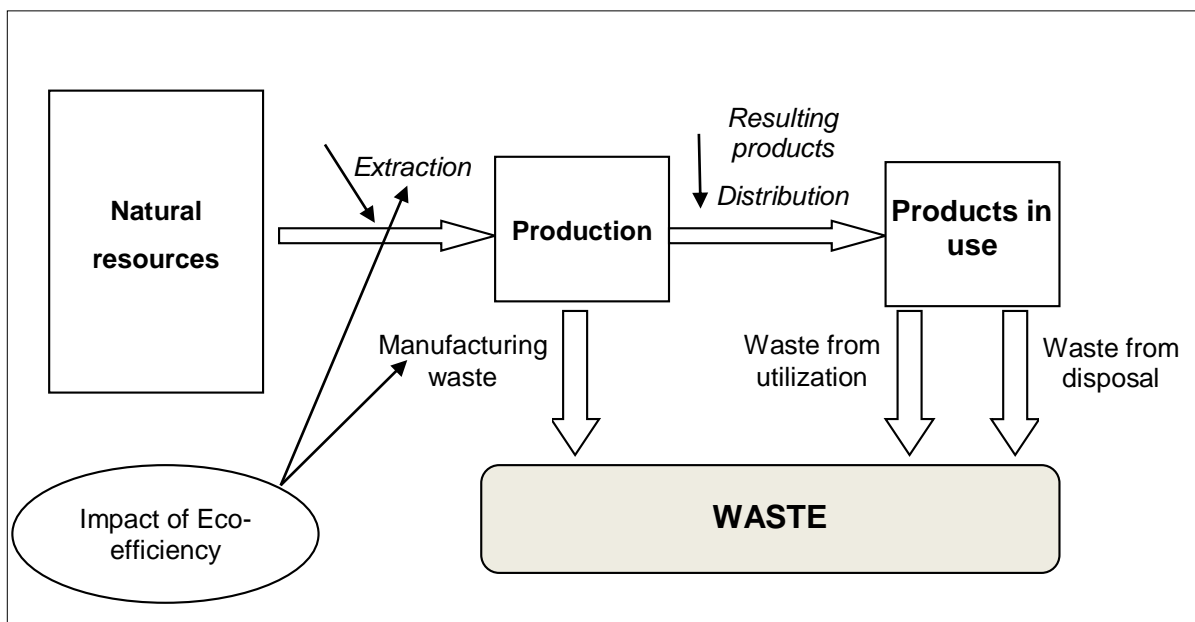 Natural
resources
Extraction
Production
Resulting
products
Distribution
Products in
use
Manufacturing
waste
Waste from
utilization
Waste from
disposal
Impact of Eco-
efficiency
WASTE